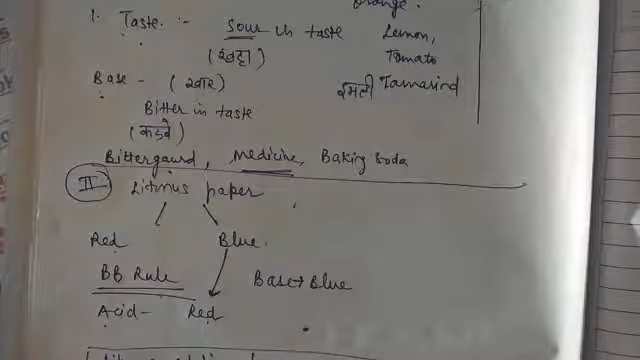 Orange.
1. Taste :- Sour in taste Lemon,
(खट्टा) Tomato
Base - (खार) इमली Tamarind
Bitter in taste
(कड़वे)
Bittergaurd, Medicine, Baking Soda
II Litmus paper
Red Blue.
BB Rule Base→Blue
Acid- Red